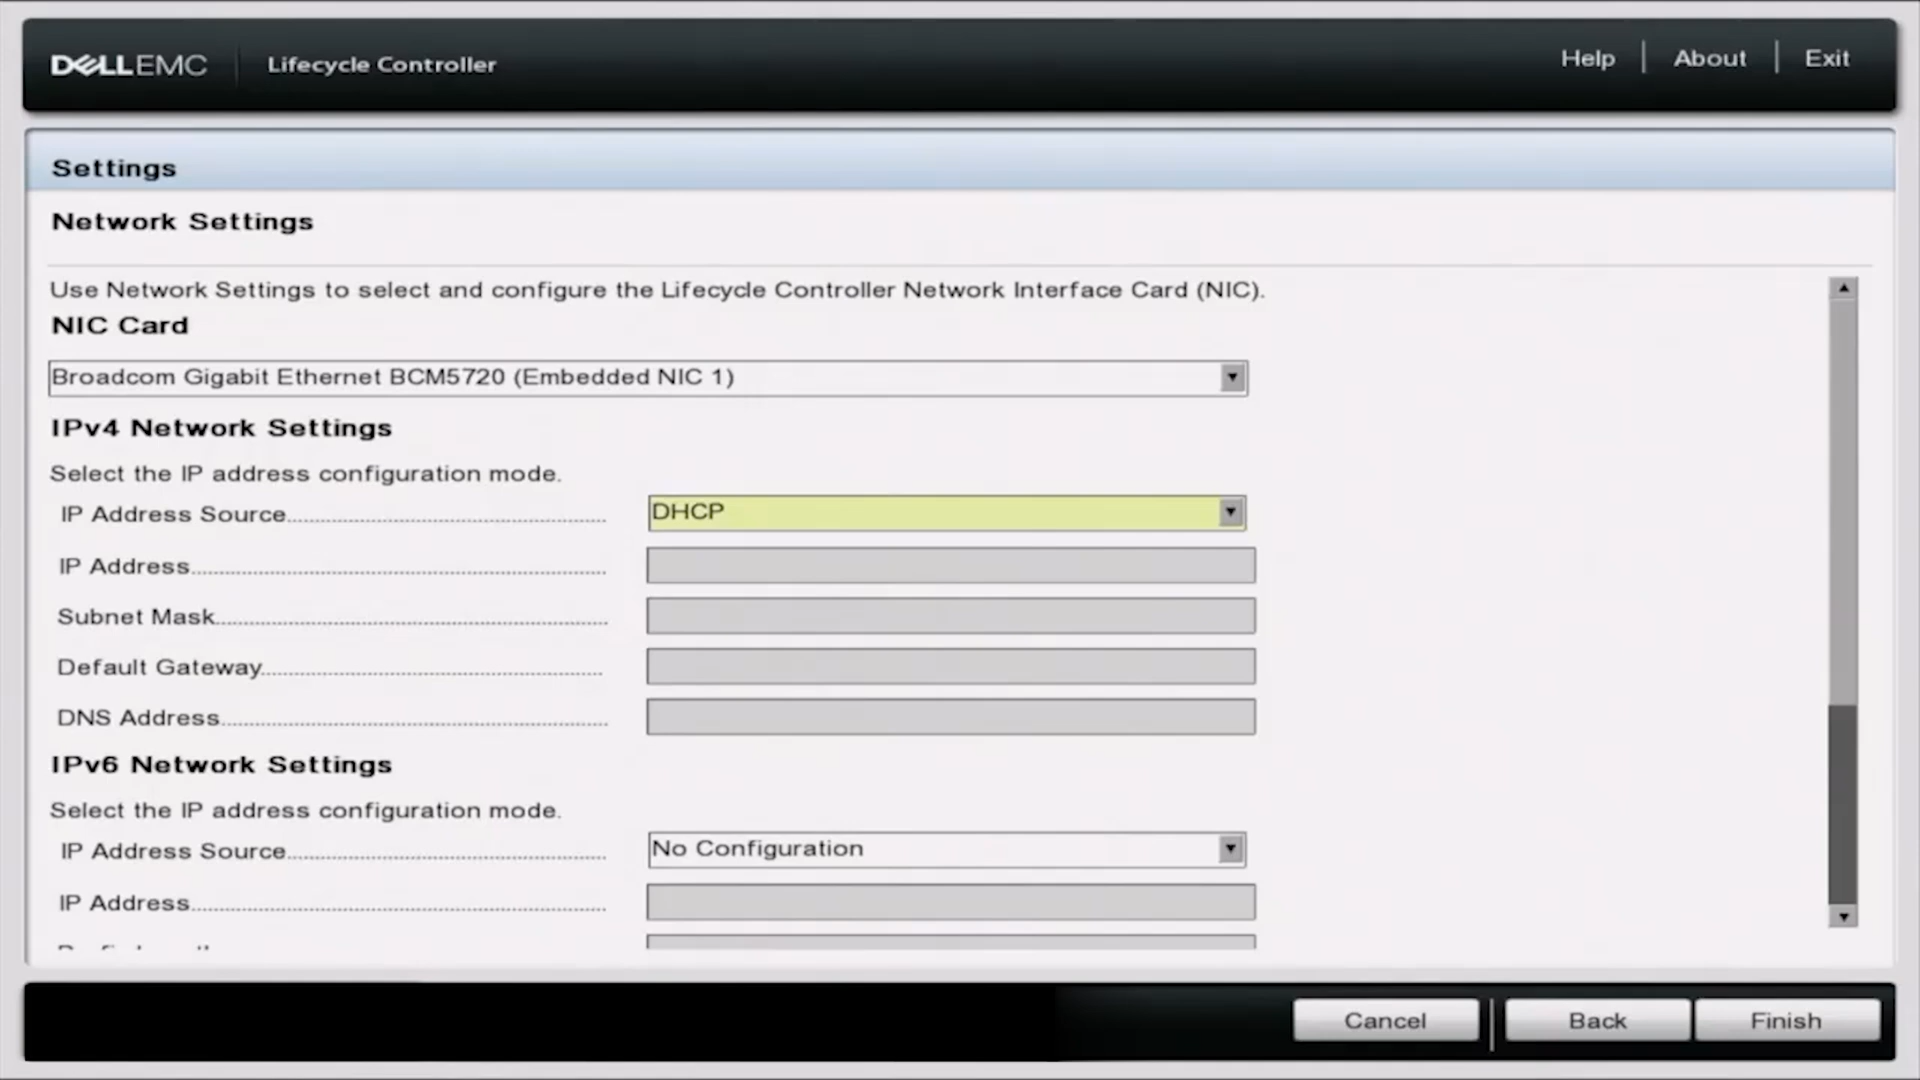 DELLEMC Lifecycle Controller Help About Exit
Settings
Network Settings
Use Network Settings to select and configure the Lifecycle Controller Network Interface Card (NIC).
NIC Card
Broadcom Gigabit Ethernet BCM5720 (Embedded NIC 1)
IPv4 Network Settings
Select the IP address configuration mode.
IP Address Source DHCP
IP Address
Subnet Mask
Default Gateway
DNS Address
IPv6 Network Settings
Select the IP address configuration mode.
IP Address Source No Configuration
IP Address
Cancel Back Finish